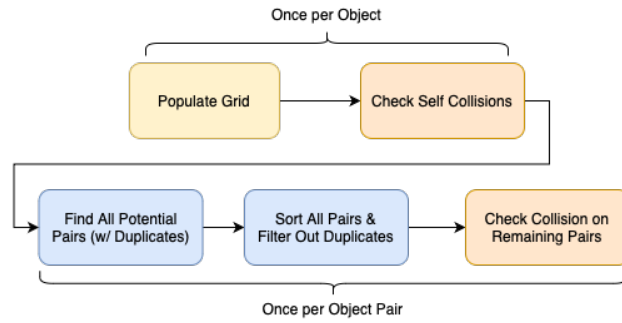 Once per Object
Populate Grid
Check Self Collisions
Find All Potential
Pairs (w/ Duplicates)
Sort All Pairs &
Filter Out Duplicates
Check Collision on
Remaining Pairs
Once per Object Pair